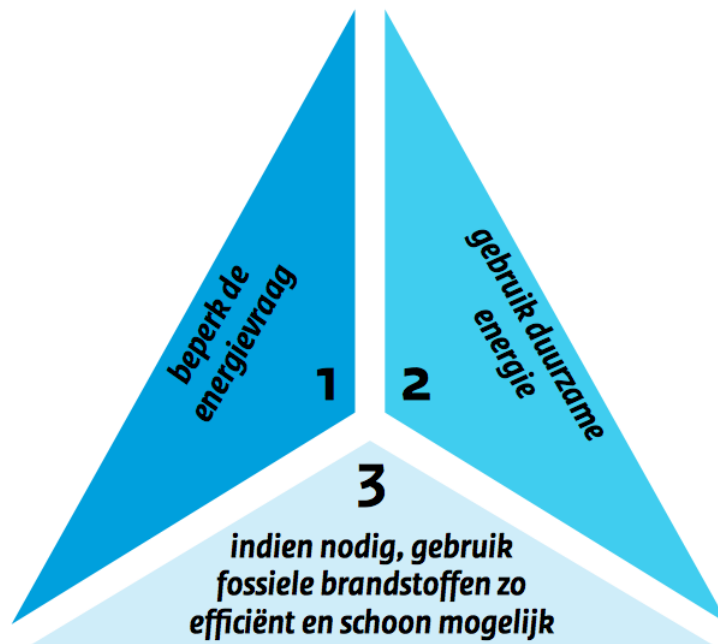 beperk de
energievraag
1
gebruik duurzame
energie
2
3
indien nodig, gebruik
fossiele brandstoffen zo
efficiënt en schoon mogelijk